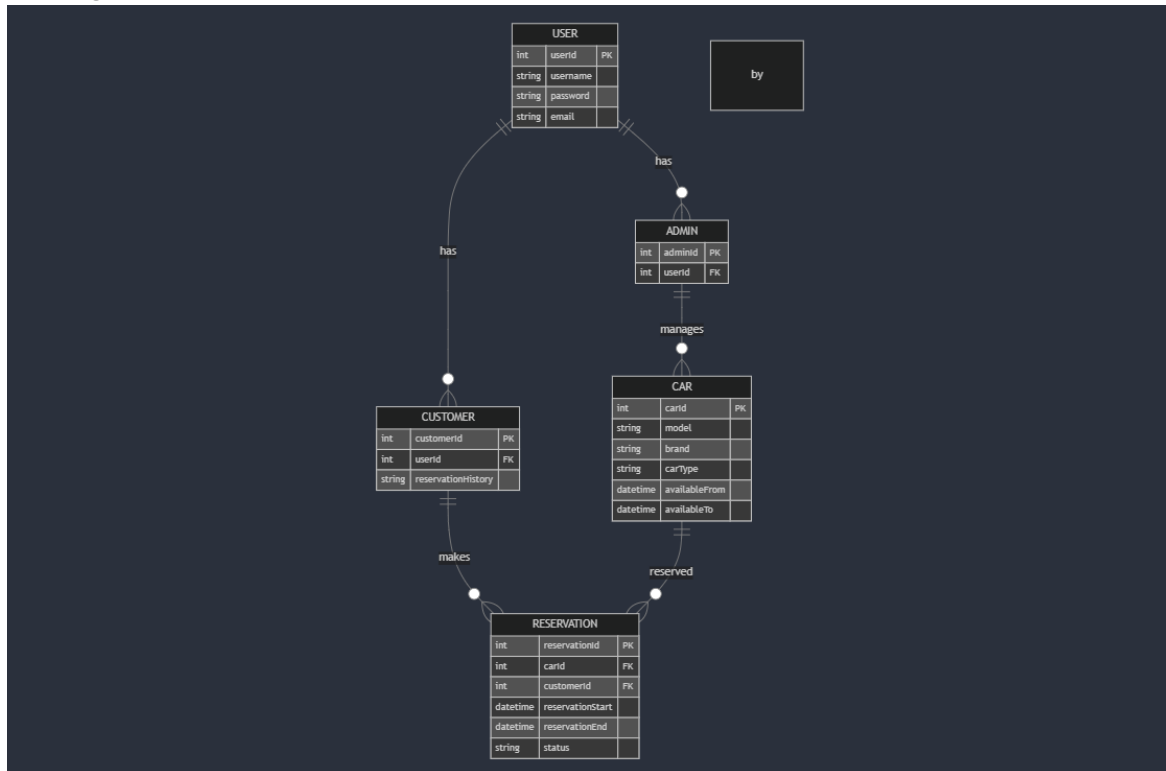 USER
int userId PK
string username
string password
string email
by
has
has
ADMIN
int adminId PK
int userId FK
manages
CAR
int carId PK
string model
string brand
string carType
datetime availableFrom
datetime availableTo
CUSTOMER
int customerId PK
int userId FK
string reservationHistory
makes
reserved
RESERVATION
int reservationId PK
int carId FK
int customerId FK
datetime reservationStart
datetime reservationEnd
string status